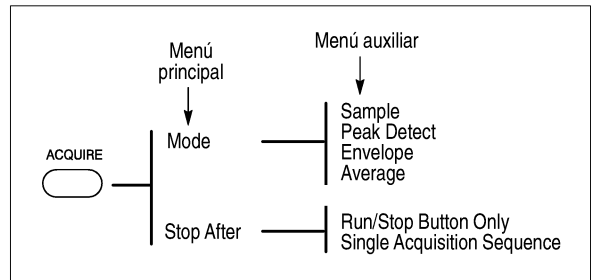 Menú
principal
Menú auxiliar
ACQUIRE
Mode
Sample
Peak Detect
Envelope
Average
Stop After
Run/Stop Button Only
Single Acquisition Sequence